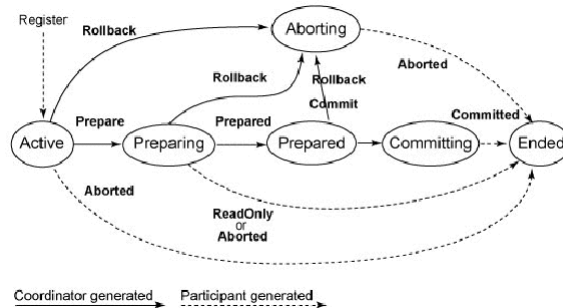 Register
Aborting
Rollback
Aborted
Rollback
Rollback
Commit
Prepare
Prepared
Committed
Active
Preparing
Prepared
Committing
Ended
Aborted
ReadOnly
or
Aborted
Coordinator generated
Participant generated